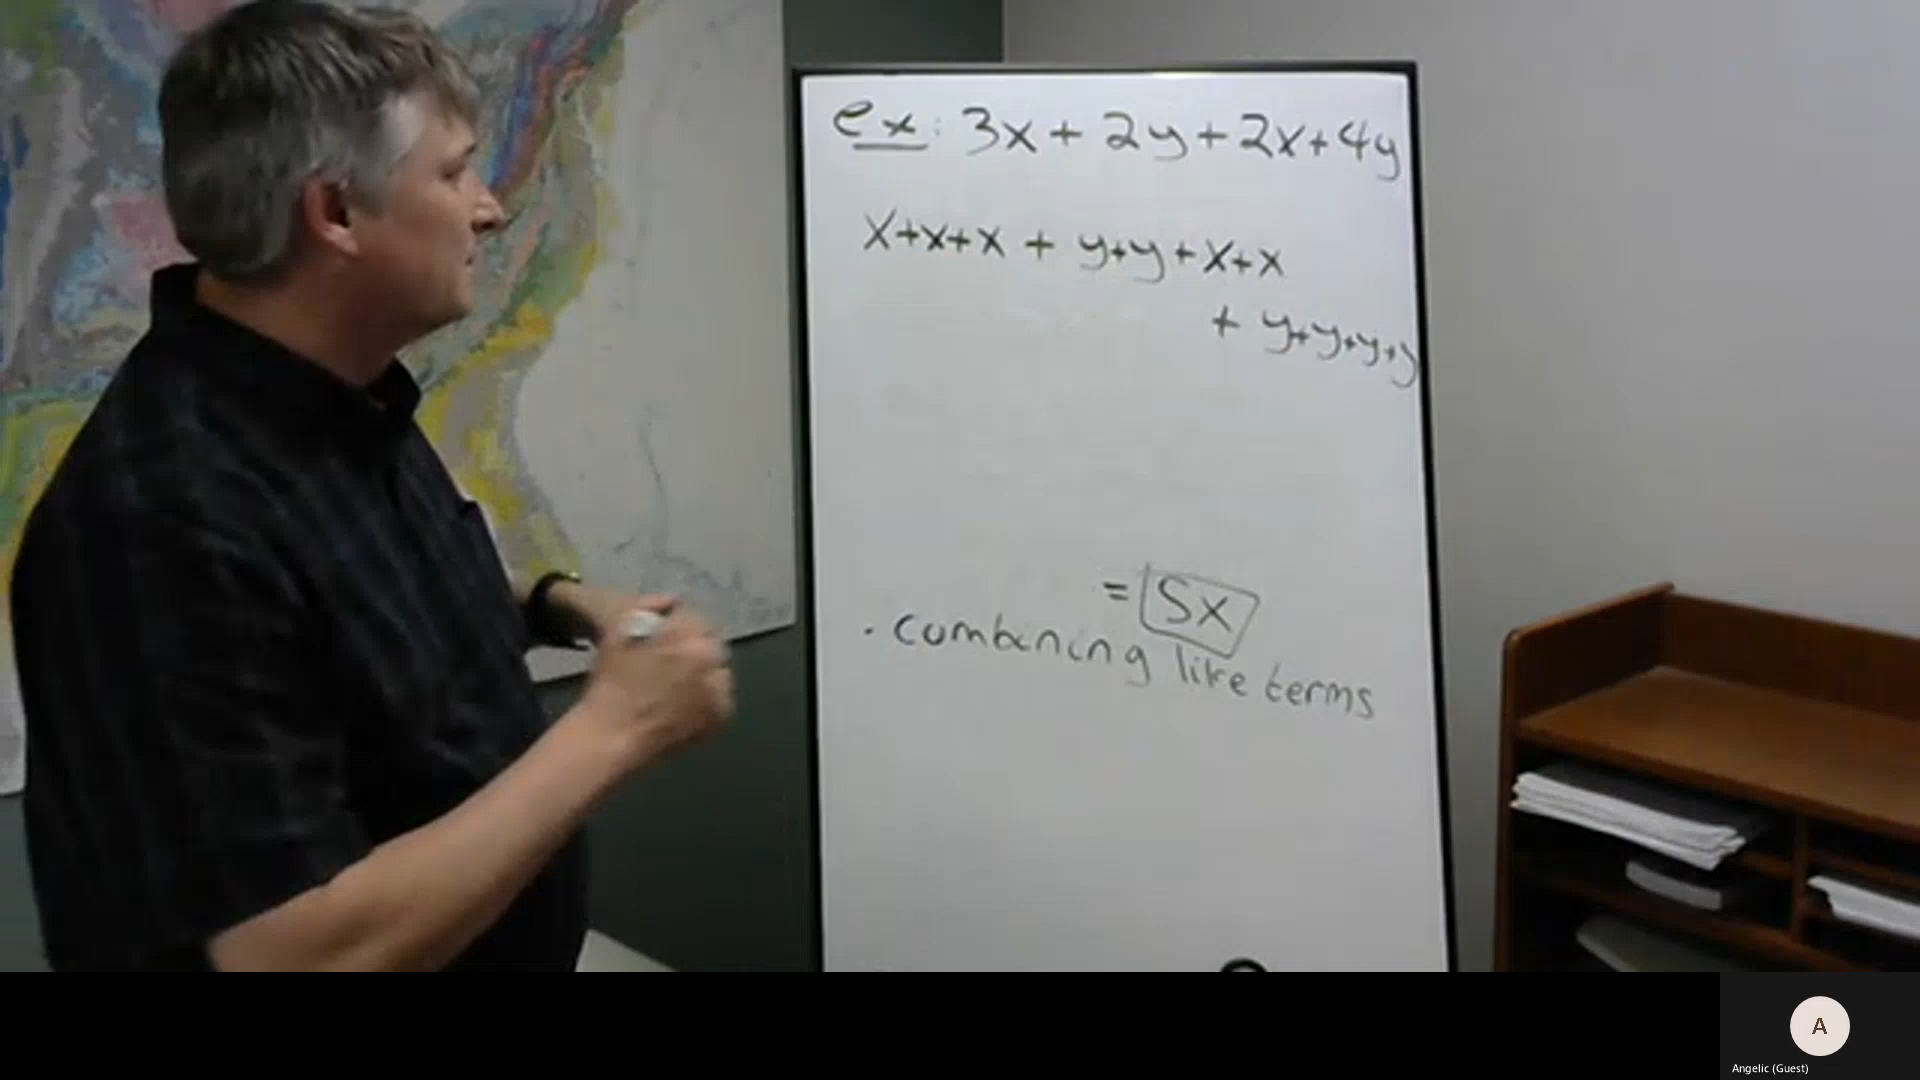 ex: 3x + 2y + 2x + 4y
x+x+x + y+y + x+x
+ y+y+y+y
= 5x
. combining like terms
A
Angelic (Guest)